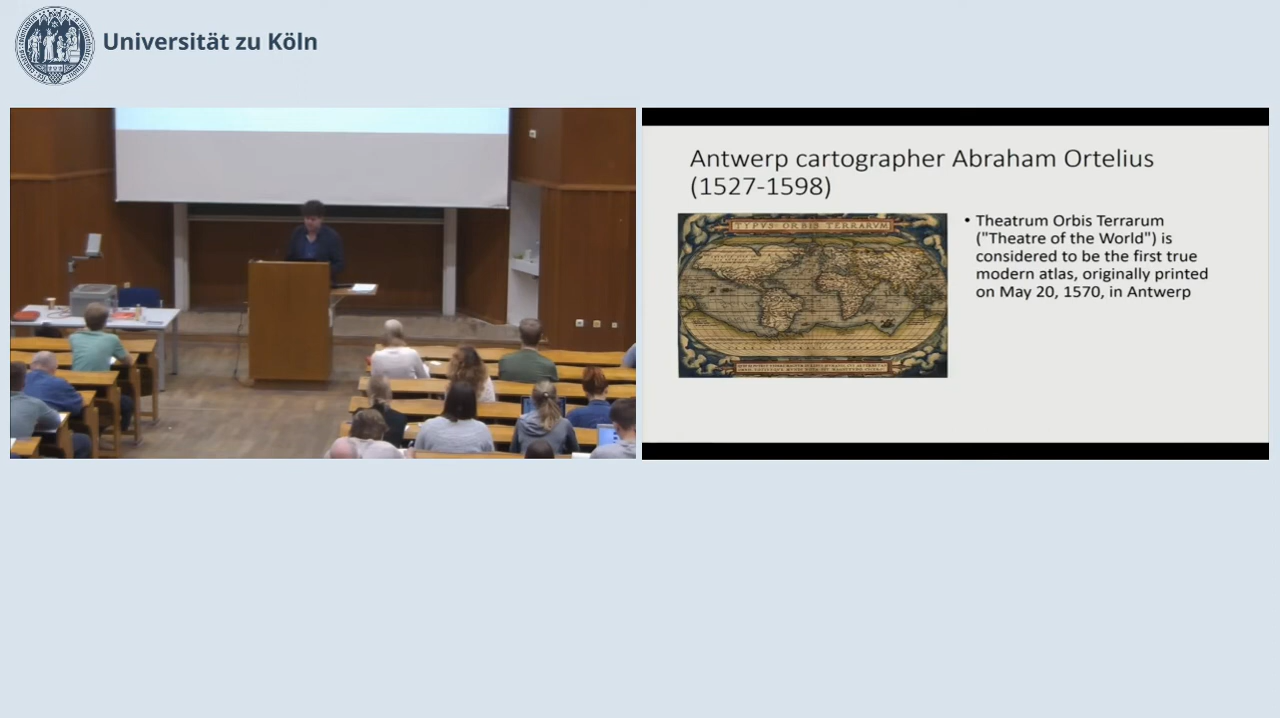 Universität zu Köln
Antwerp cartographer Abraham Ortelius
(1527-1598)
TYPVS ORBIS TERRARVM
• Theatrum Orbis Terrarum
("Theatre of the World") is
considered to be the first true
modern atlas, originally printed
on May 20, 1570, in Antwerp